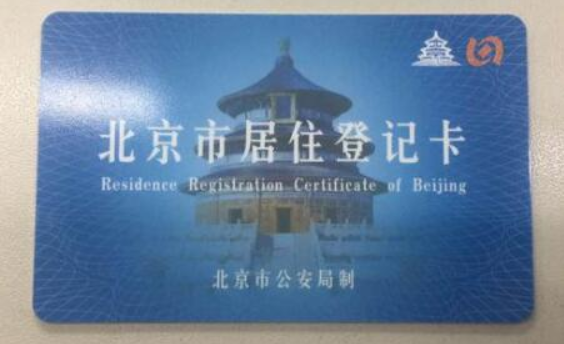 北京市居住登记卡
Residence Registration Certificate of Beijing
北京市公安局制